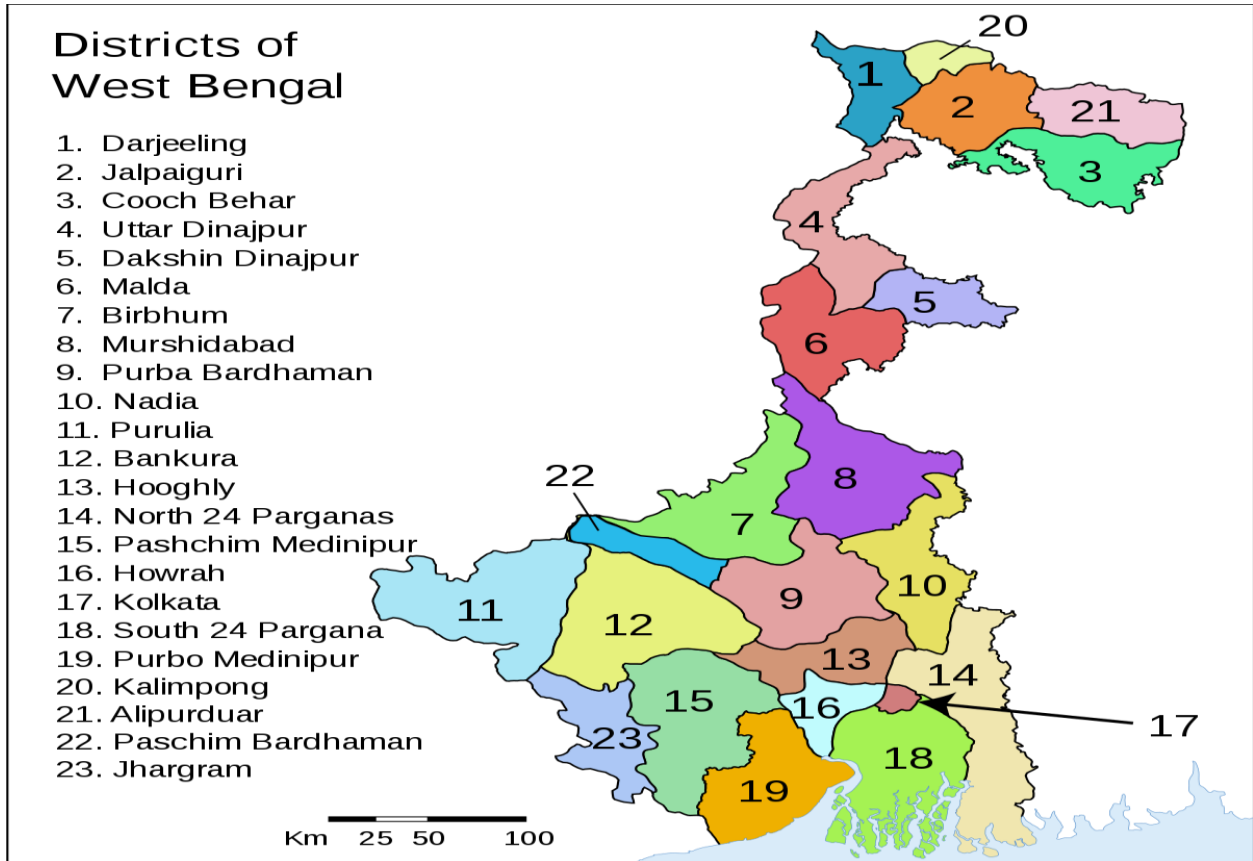 Districts of
West Bengal
1. Darjeeling
2. Jalpaiguri
3. Cooch Behar
4. Uttar Dinajpur
5. Dakshin Dinajpur
6. Malda
7. Birbhum
8. Murshidabad
9. Purba Bardhaman
10. Nadia
11. Purulia
12. Bankura
13. Hooghly
14. North 24 Parganas
15. Pashchim Medinipur
16. Howrah
17. Kolkata
18. South 24 Pargana
19. Purbo Medinipur
20. Kalimpong
21. Alipurduar
22. Paschim Bardhaman
23. Jhargram
20
1
2
21
3
4
5
6
8
22
7
10
9
11
12
13
14
15
16
17
23
18
19
Km 25 50 100